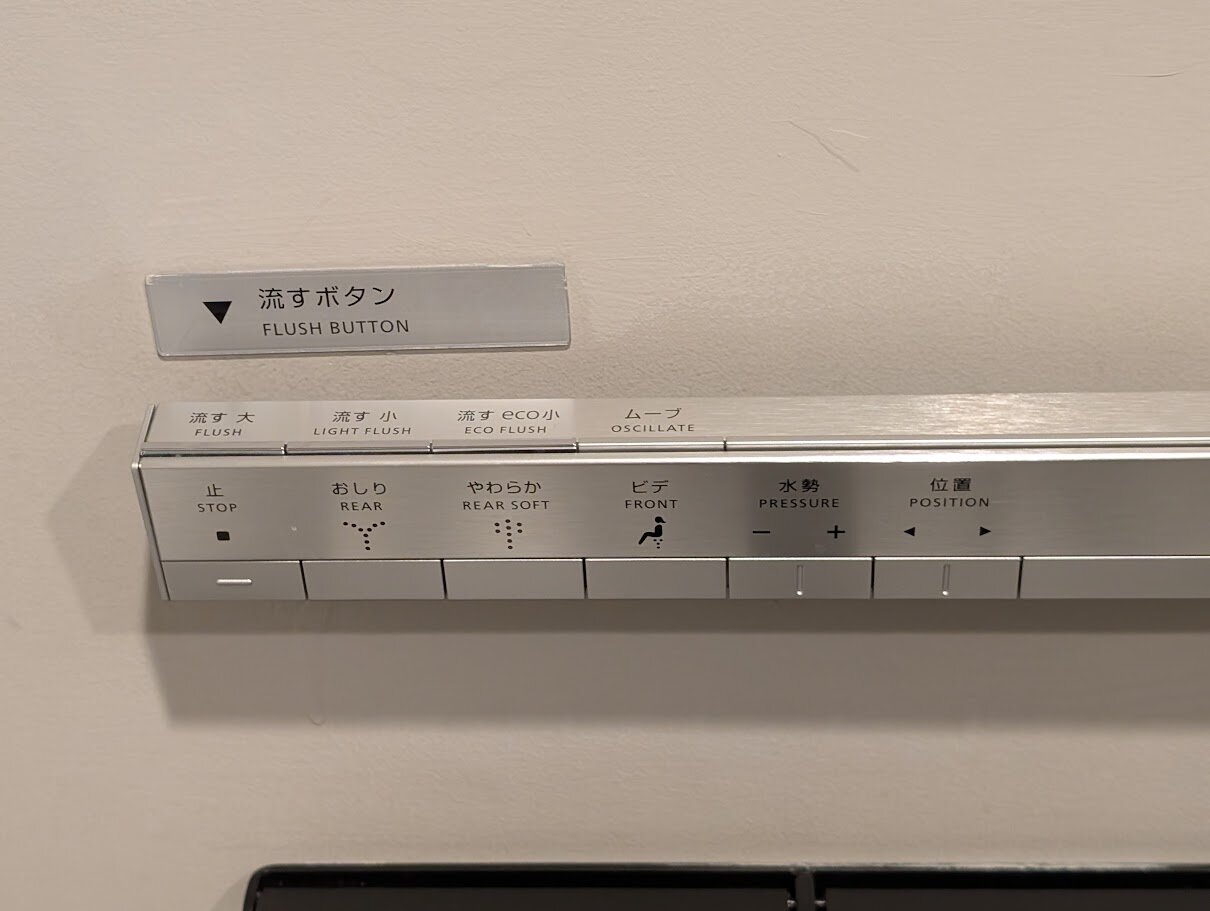 ▼ 流すボタン
FLUSH BUTTON
流す 大
FLUSH
流す 小
LIGHT FLUSH
流す eco小
ECO FLUSH
ムーブ
OSCILLATE
止
STOP
おしり
REAR
やわらか
REAR SOFT
ビデ
FRONT
水勢
PRESSURE
− +
位置
POSITION
◀ ▶